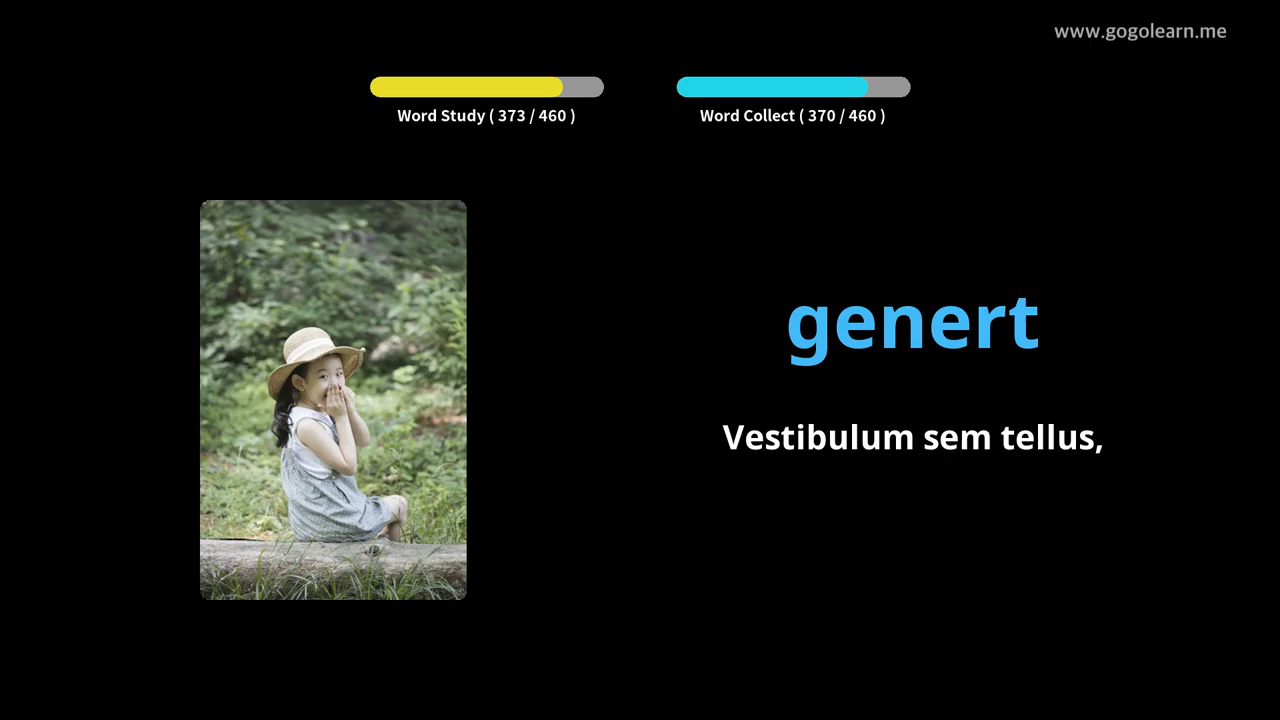 www.gogolearn.me
Word Study ( 373 / 460 )
Word Collect ( 370 / 460 )
genert
Vestibulum sem tellus,